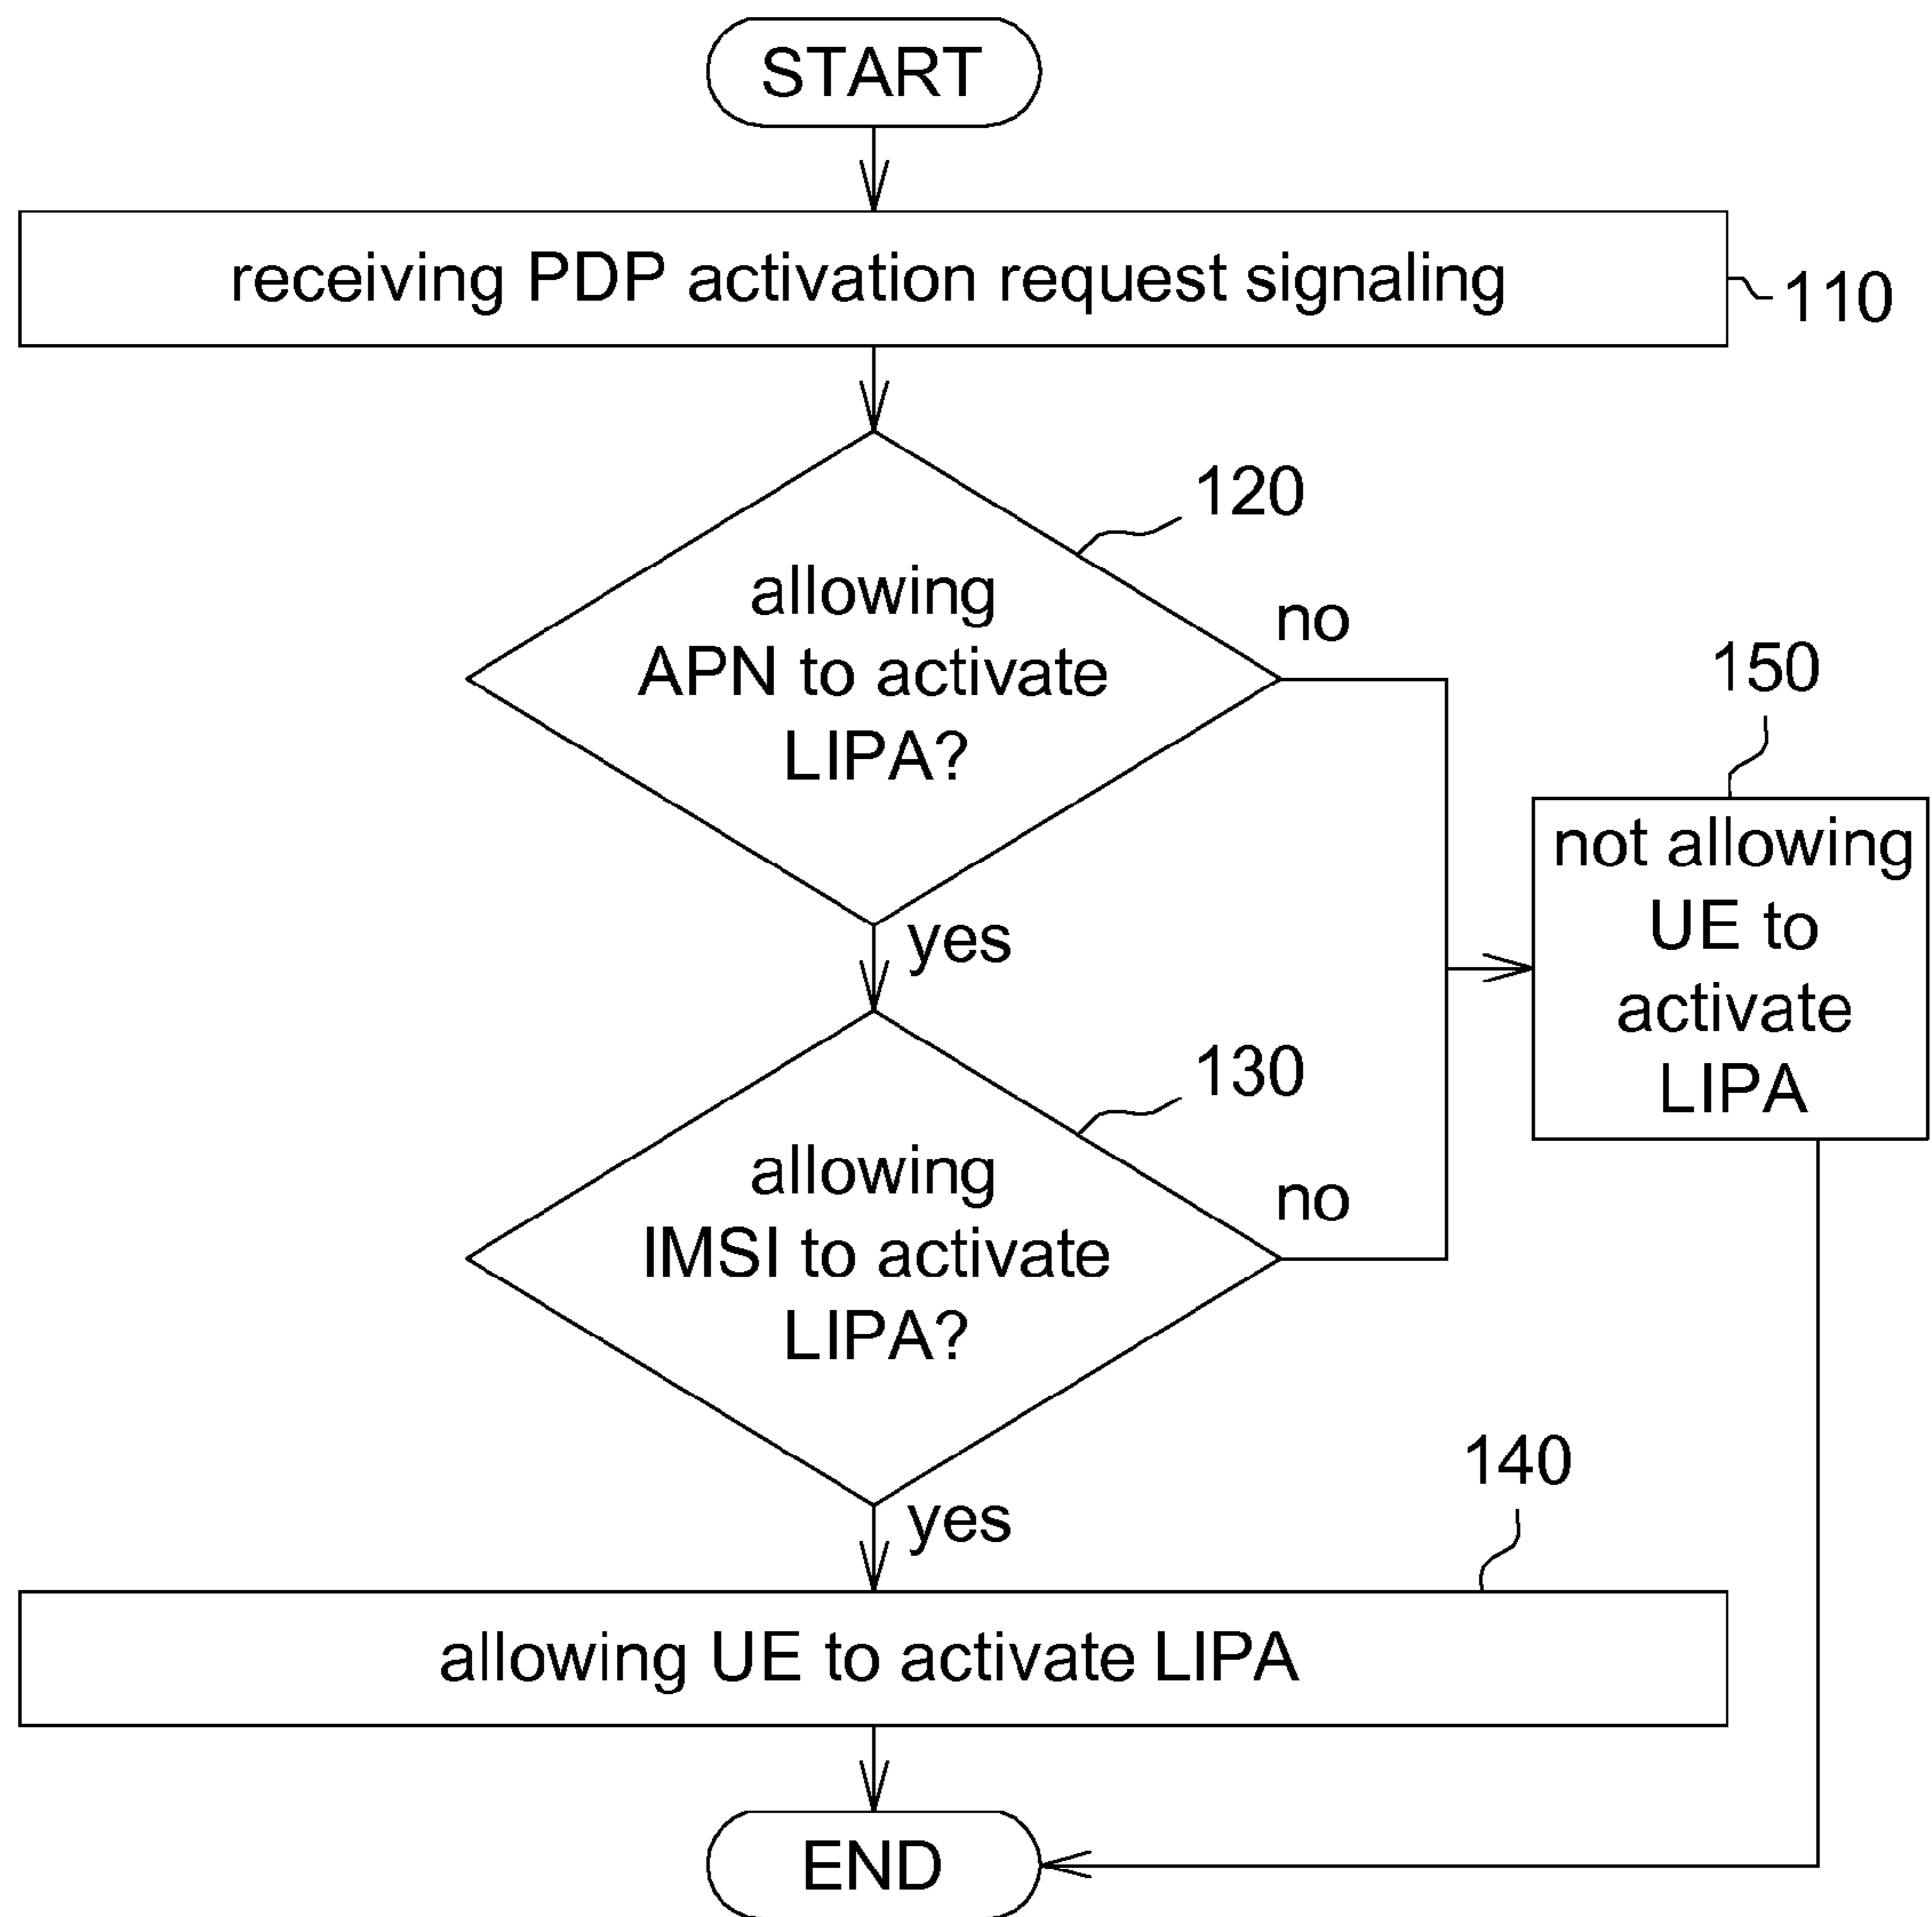 START
receiving PDP activation request signaling
110
120
allowing
APN to activate
LIPA?
no
yes
150
not allowing
UE to
activate
LIPA
130
allowing
IMSI to activate
LIPA?
no
yes
140
allowing UE to activate LIPA
END